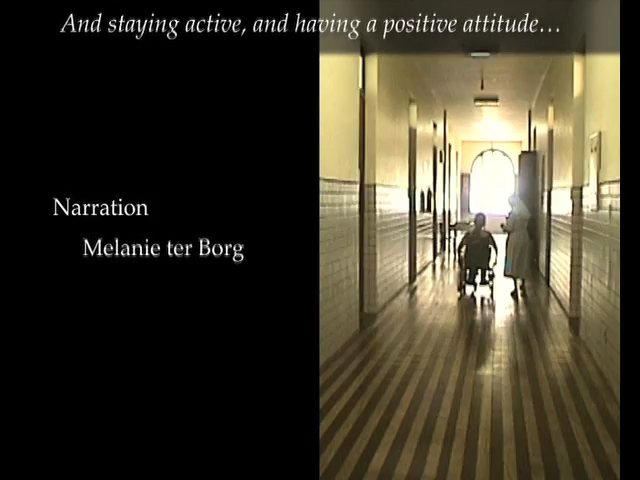 And staying active, and having a positive attitude…
Narration
Melanie ter Borg